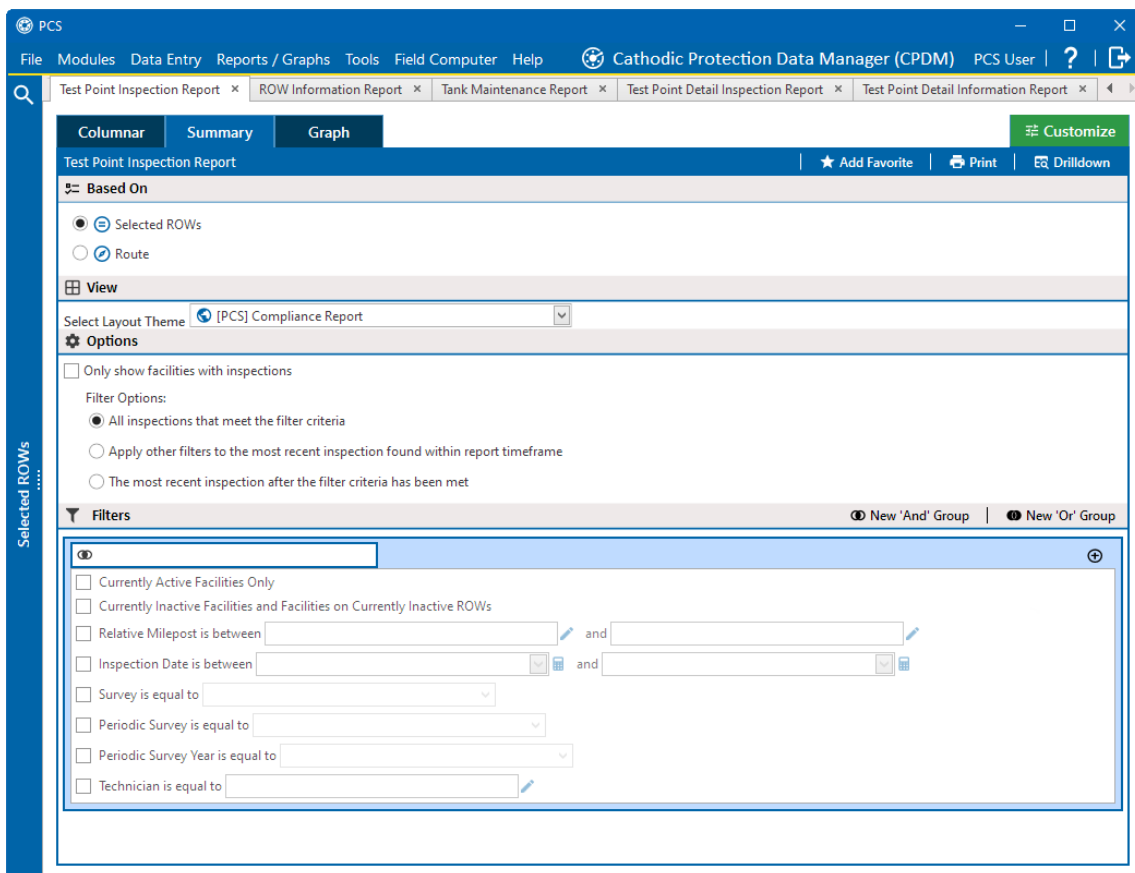 PCS
File Modules Data Entry Reports / Graphs Tools Field Computer Help Cathodic Protection Data Manager (CPDM) PCS User | ? |
Test Point Inspection Report × ROW Information Report × Tank Maintenance Report × Test Point Detail Inspection Report × Test Point Detail Information Report ×
Columnar Summary Graph Customize
Test Point Inspection Report | Add Favorite | Print | Drilldown
Based On
Selected ROWs
Route
View
Select Layout Theme [PCS] Compliance Report
Options
Only show facilities with inspections
Filter Options:
All inspections that meet the filter criteria
Apply other filters to the most recent inspection found within report timeframe
The most recent inspection after the filter criteria has been met
Selected ROWs
Filters New 'And' Group | New 'Or' Group
Currently Active Facilities Only
Currently Inactive Facilities and Facilities on Currently Inactive ROWs
Relative Milepost is between and
Inspection Date is between and
Survey is equal to
Periodic Survey is equal to
Periodic Survey Year is equal to
Technician is equal to